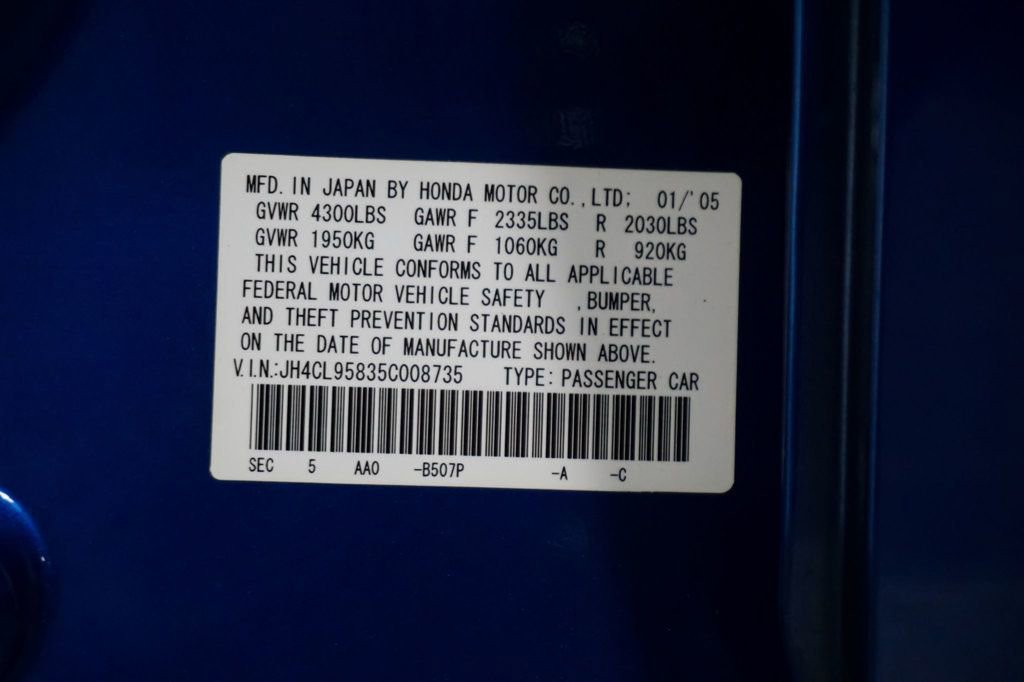 MFD. IN JAPAN BY HONDA MOTOR CO., LTD; 01/'05
GVWR 4300LBS GAWR F 2335LBS R 2030LBS
GVWR 1950KG GAWR F 1060KG R 920KG
THIS VEHICLE CONFORMS TO ALL APPLICABLE
FEDERAL MOTOR VEHICLE SAFETY ,BUMPER,
AND THEFT PREVENTION STANDARDS IN EFFECT
ON THE DATE OF MANUFACTURE SHOWN ABOVE.
V.I.N.:JH4CL95835C008735 TYPE: PASSENGER CAR
SEC 5 AA0 -B507P -A -C